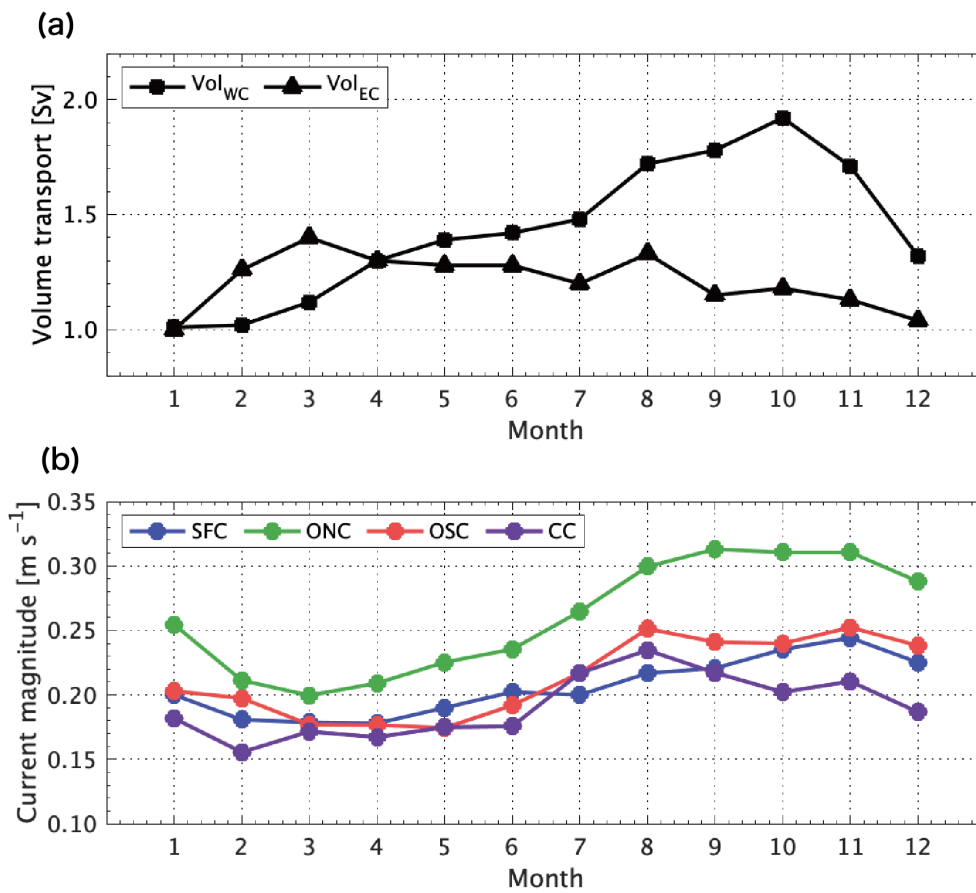 (a)
Vol_WC Vol_EC
Volume transport [Sv]
2.0
1.5
1.0
1 2 3 4 5 6 7 8 9 10 11 12
Month
(b)
SFC ONC OSC CC
Current magnitude [m s⁻¹]
0.35
0.30
0.25
0.20
0.15
0.10
1 2 3 4 5 6 7 8 9 10 11 12
Month